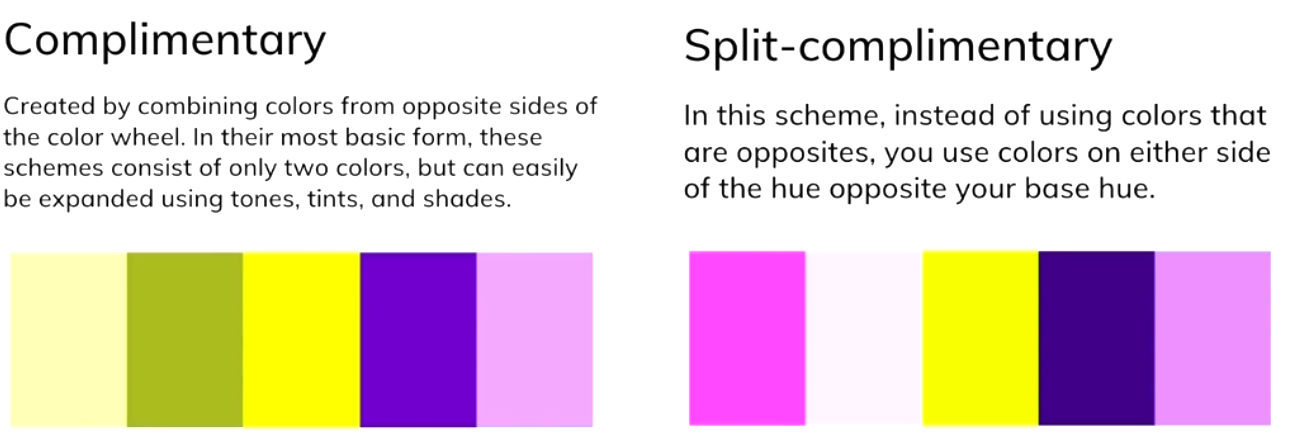 Complimentary
Created by combining colors from opposite sides of
the color wheel. In their most basic form, these
schemes consist of only two colors, but can easily
be expanded using tones, tints, and shades.
Split-complimentary
In this scheme, instead of using colors that
are opposites, you use colors on either side
of the hue opposite your base hue.